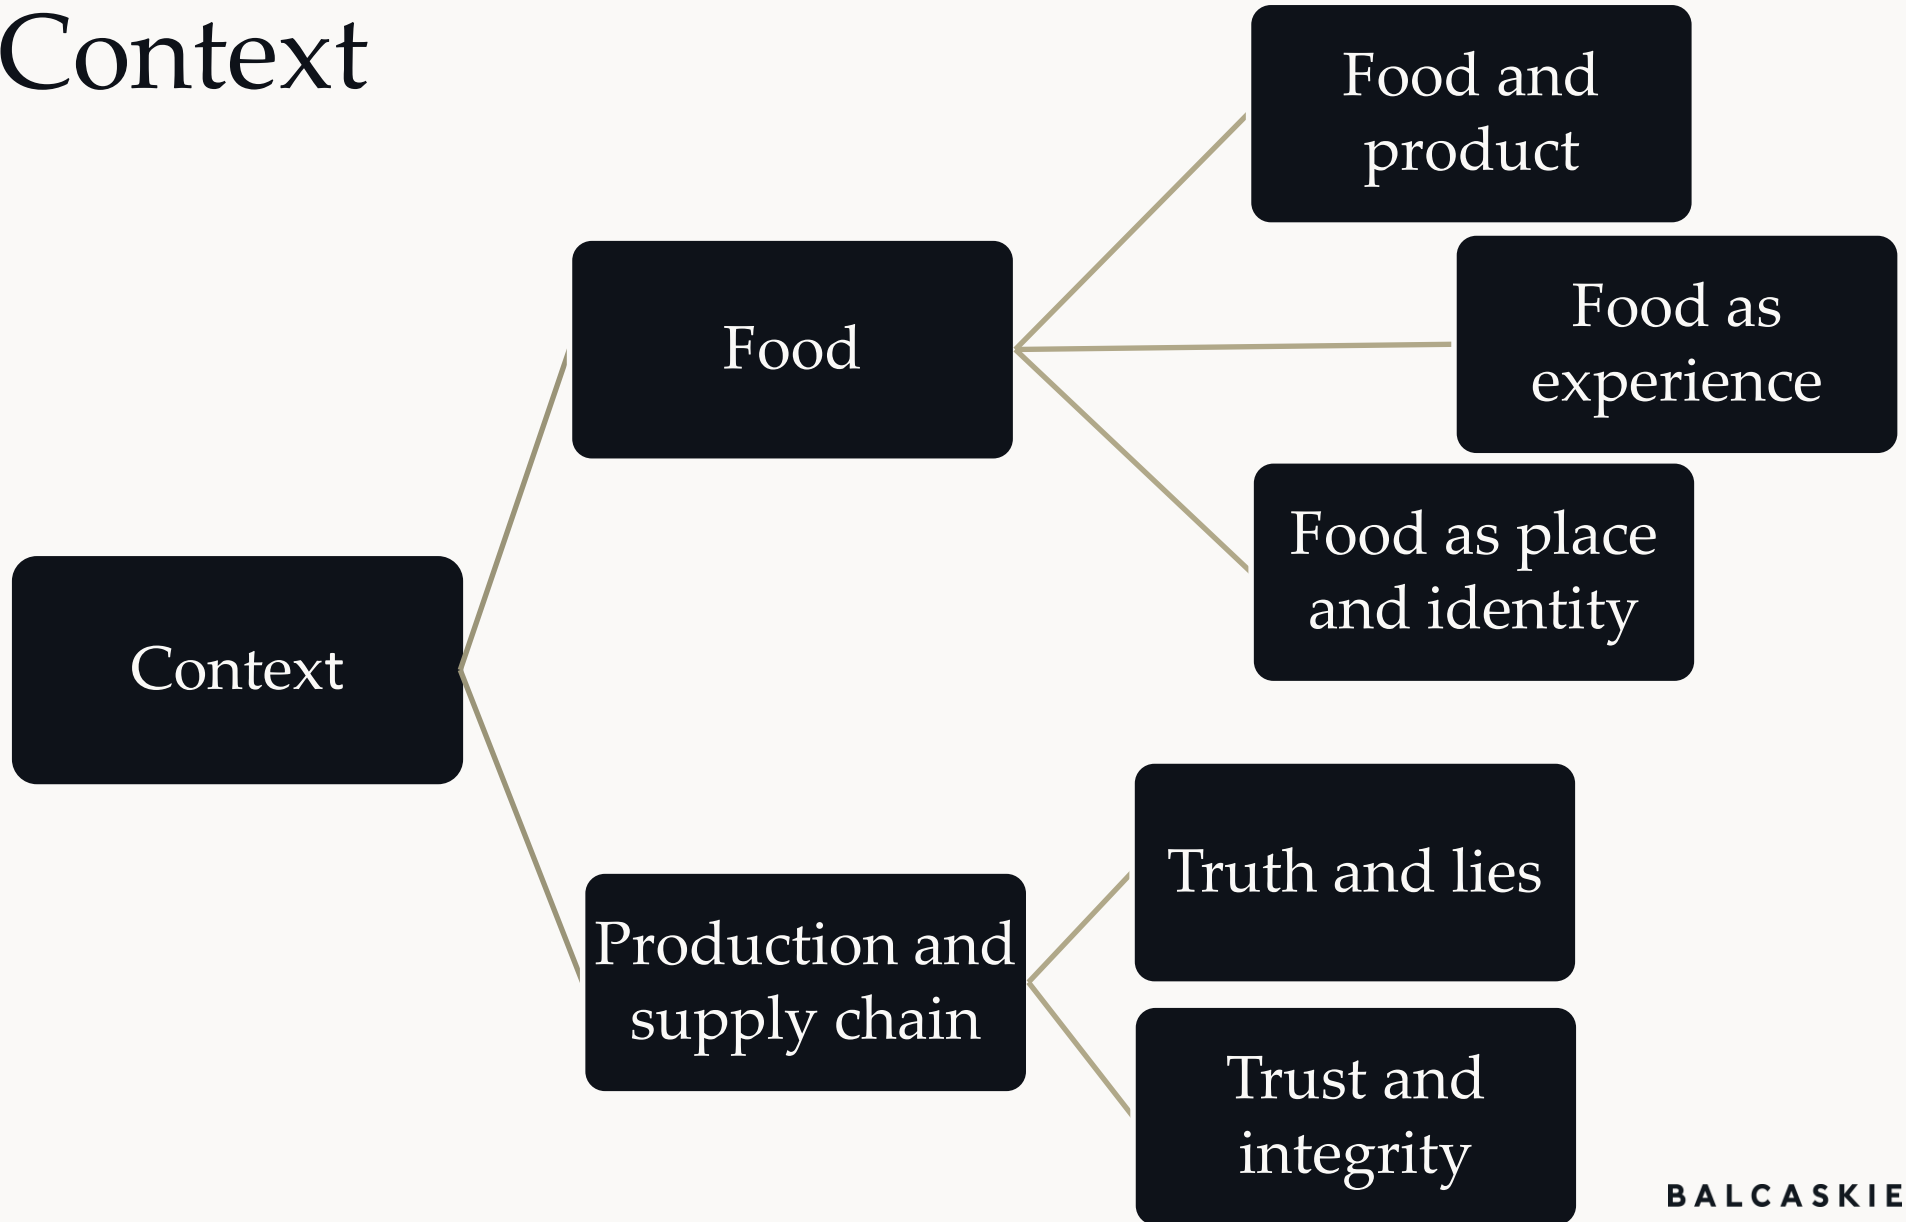 Context
Food and
product
Food as
experience
Food
Food as place
and identity
Context
Truth and lies
Production and
supply chain
Trust and
integrity
BALCASKIE